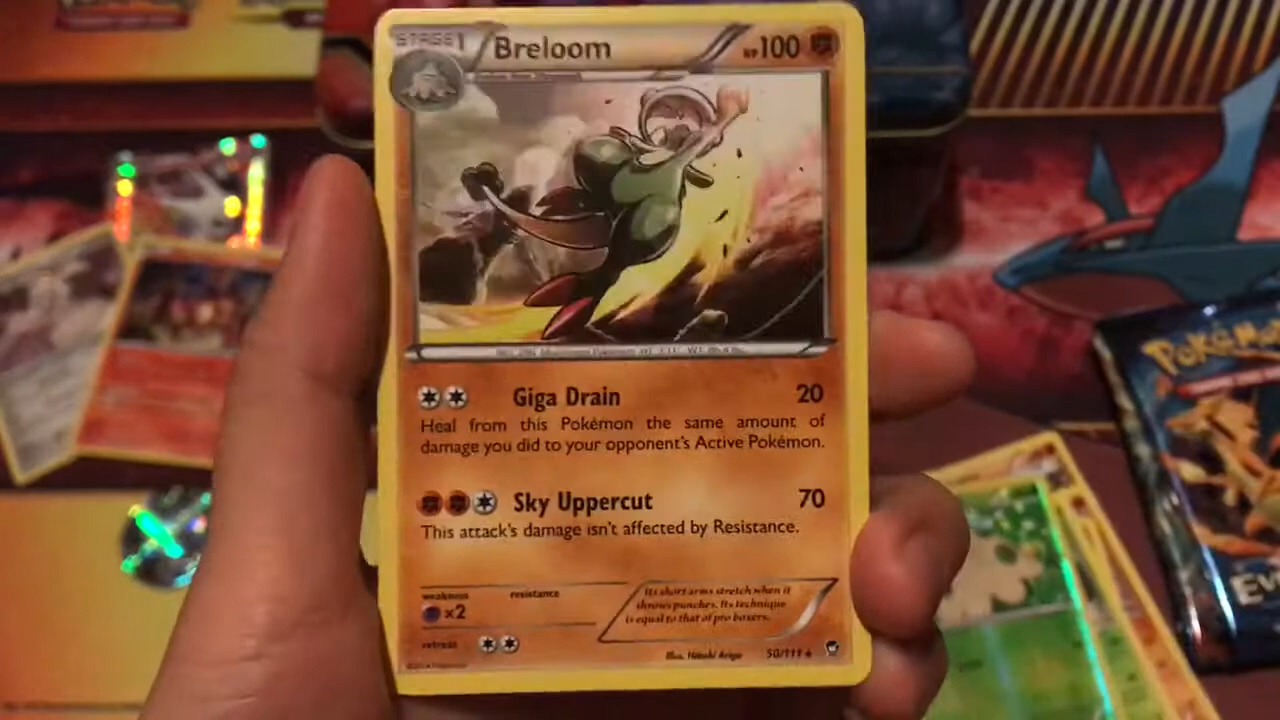 STAGE 1 Breloom HP 100
Giga Drain 20
Heal from this Pokémon the same amount of
damage you did to your opponent's Active Pokémon.
Sky Uppercut 70
This attack's damage isn't affected by Resistance.
weakness resistance
×2
retreat
Its short arms stretch when it
throws punches. Its technique
is equal to that of pro boxers.
Illus. Hitoshi Ariga 50/111
Pokémon
Ev